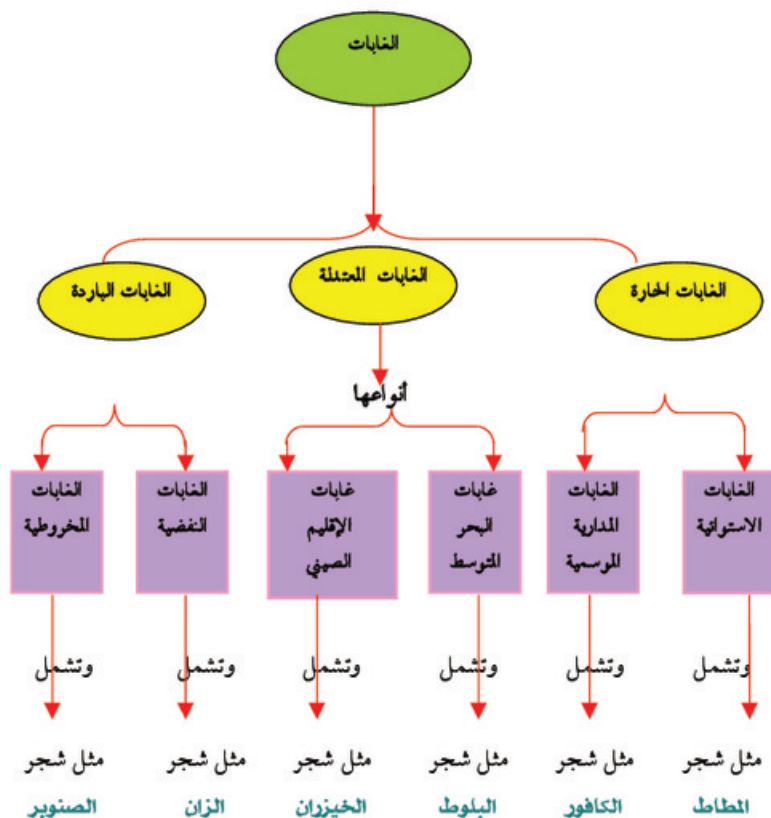 الغابات
الغابات الحارة
الغابات المعتدلة
الغابات الباردة
أنواعها
الغابات
الاستوائية
الغابات
المدارية
الموسمية
غابات
البحر
المتوسط
غابات
الإقليم
الصيني
الغابات
النفضية
الغابات
المخروطية
وتشمل
وتشمل
وتشمل
وتشمل
وتشمل
وتشمل
مثل شجر
المطاط
مثل شجر
الكافور
مثل شجر
البلوط
مثل شجر
الخيزران
مثل شجر
الزان
مثل شجر
الصنوبر